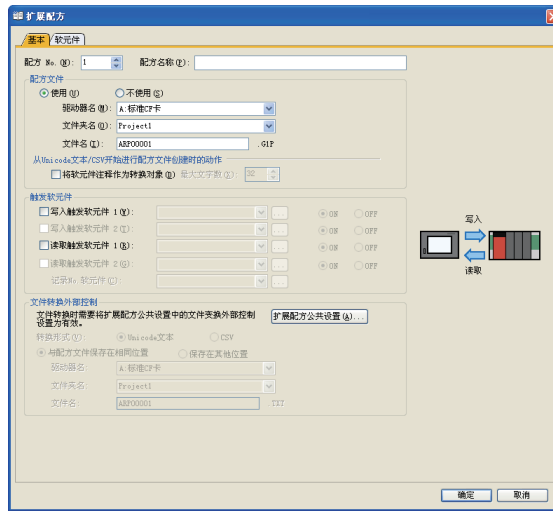 扩展配方
基本 软元件
配方 No.(N): 1 配方名称(P):
配方文件
使用(U) 不使用(S)
驱动器名(M): A:标准CF卡
文件夹名(O): Project1
文件名(I): ARP00001 .G1P
从Unicode文本/CSV开始进行配方文件创建时的动作
将软元件注释作为转换对象(D) 最大文字数(X): 32
触发软元件
写入触发软元件 1(Y): ... ON OFF
写入触发软元件 2(T): ... ON OFF
读取触发软元件 1(R): ... ON OFF
读取触发软元件 2(G): ... ON OFF
记录No.软元件(C): ...
写入
读取
文件转换外部控制
文件转换时需要将扩展配方公共设置中的文件变换外部控制
设置为有效。
扩展配方公共设置(A)...
转换形式(V): Unicode文本 CSV
与配方文件保存在相同位置 保存在其他位置
驱动器名: A:标准CF卡
文件夹名: Project1
文件名: ARP00001 TXT
确定 取消